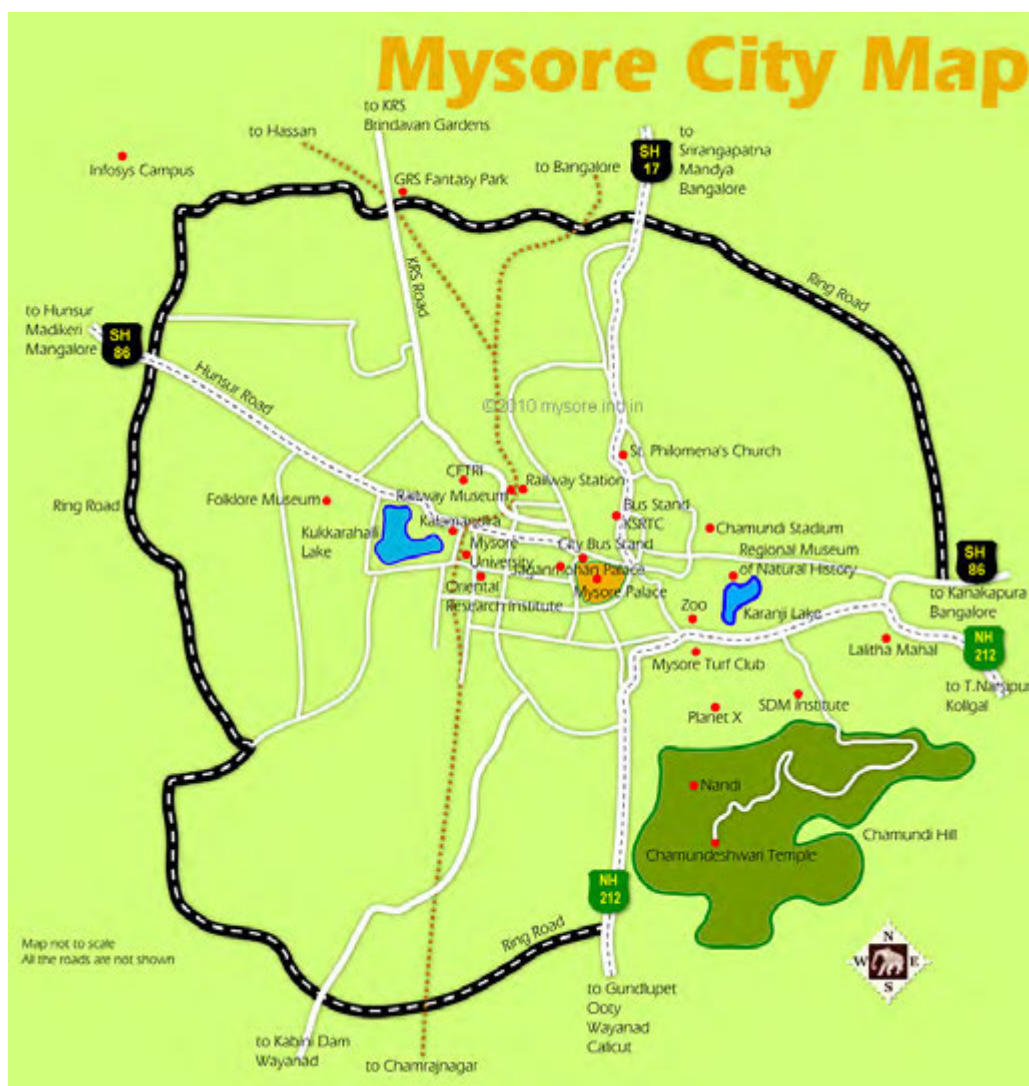 Mysore City Map
to KRS
Brindavan Gardens
to Hassan
to Bangalore
SH
17
to
Srirangapatna
Mandya
Bangalore
Infosys Campus
GRS Fantasy Park
KRS Road
Ring Road
to Hunsur
Madikeri
Mangalore
SH
86
Hunsur Road
©2010 mysore.ind.in
St. Philomena's Church
CFTRI
Railway Station
Railway Museum
Folklore Museum
Ring Road
Kukkarahalli
Lake
Kalamantira
Bus Stand
KSRTC
Chamundi Stadium
Mysore
University
City Bus Stand
Regional Museum
of Natural History
Jaganmohan Palace
Mysore Palace
Oriental
Research Institute
SH
86
to Kanakapura
Bangalore
Zoo
Karanji Lake
Lalitha Mahal
NH
212
Mysore Turf Club
to T.Narsipur
Kollgal
SDM Institute
Planet X
Nandi
Chamundi Hill
Chamundeshwari Temple
NH
212
Ring Road
Map not to scale
All the roads are not shown
N
W
E
S
to Gundlupet
Ooty
Wayanad
Calicut
to Kabini Dam
Wayanad
to Chamrajnagar